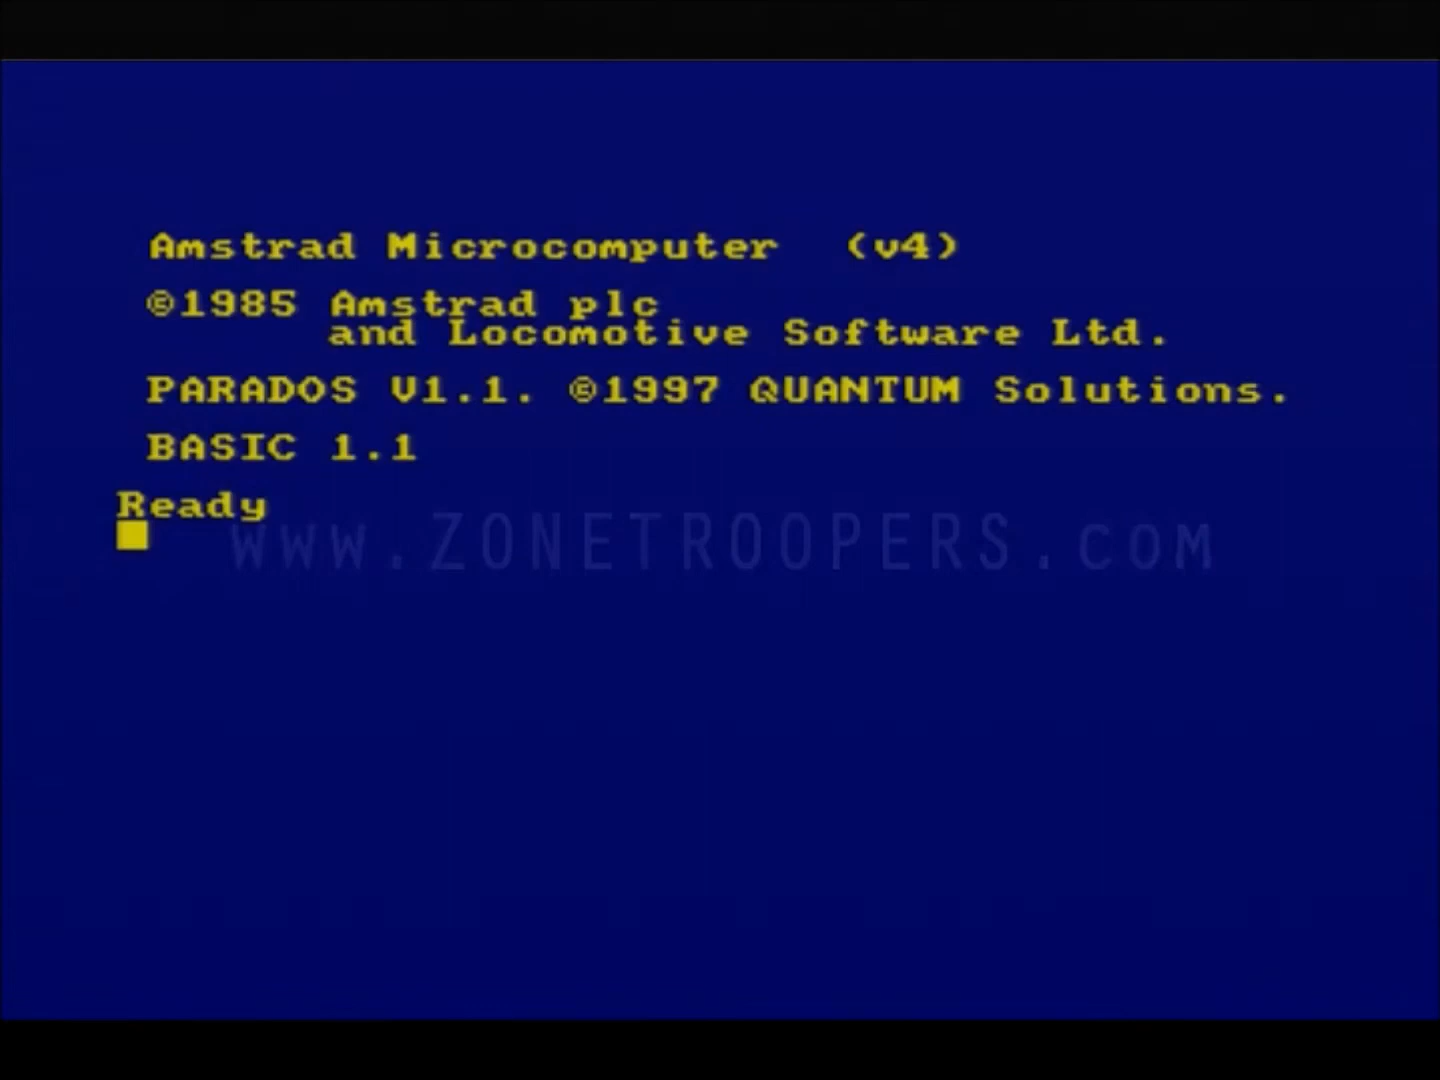 Amstrad Microcomputer (v4)
©1985 Amstrad plc
and Locomotive Software Ltd.
PARADOS V1.1. ©1997 QUANTUM Solutions.
BASIC 1.1
Ready
www.ZONETROOPERS.COM